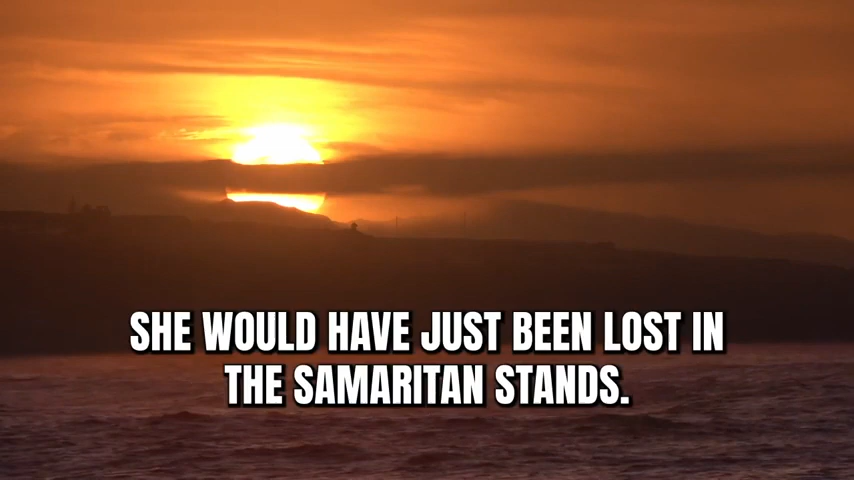 SHE WOULD HAVE JUST BEEN LOST IN
THE SAMARITAN STANDS.